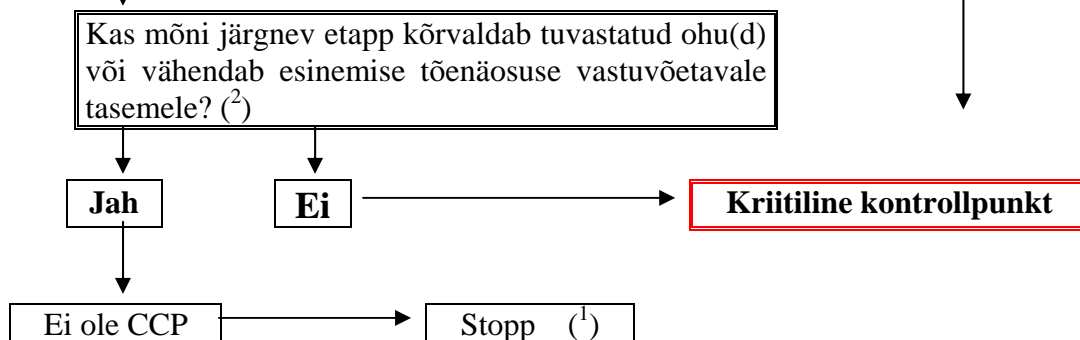 Kas mõni järgnev etapp kõrvaldab tuvastatud ohu(d)
või vähendab esinemise tõenäosuse vastuvõetavale
tasemele? (²)
Jah
Ei
Kriitiline kontrollpunkt
Ei ole CCP
Stopp (¹)